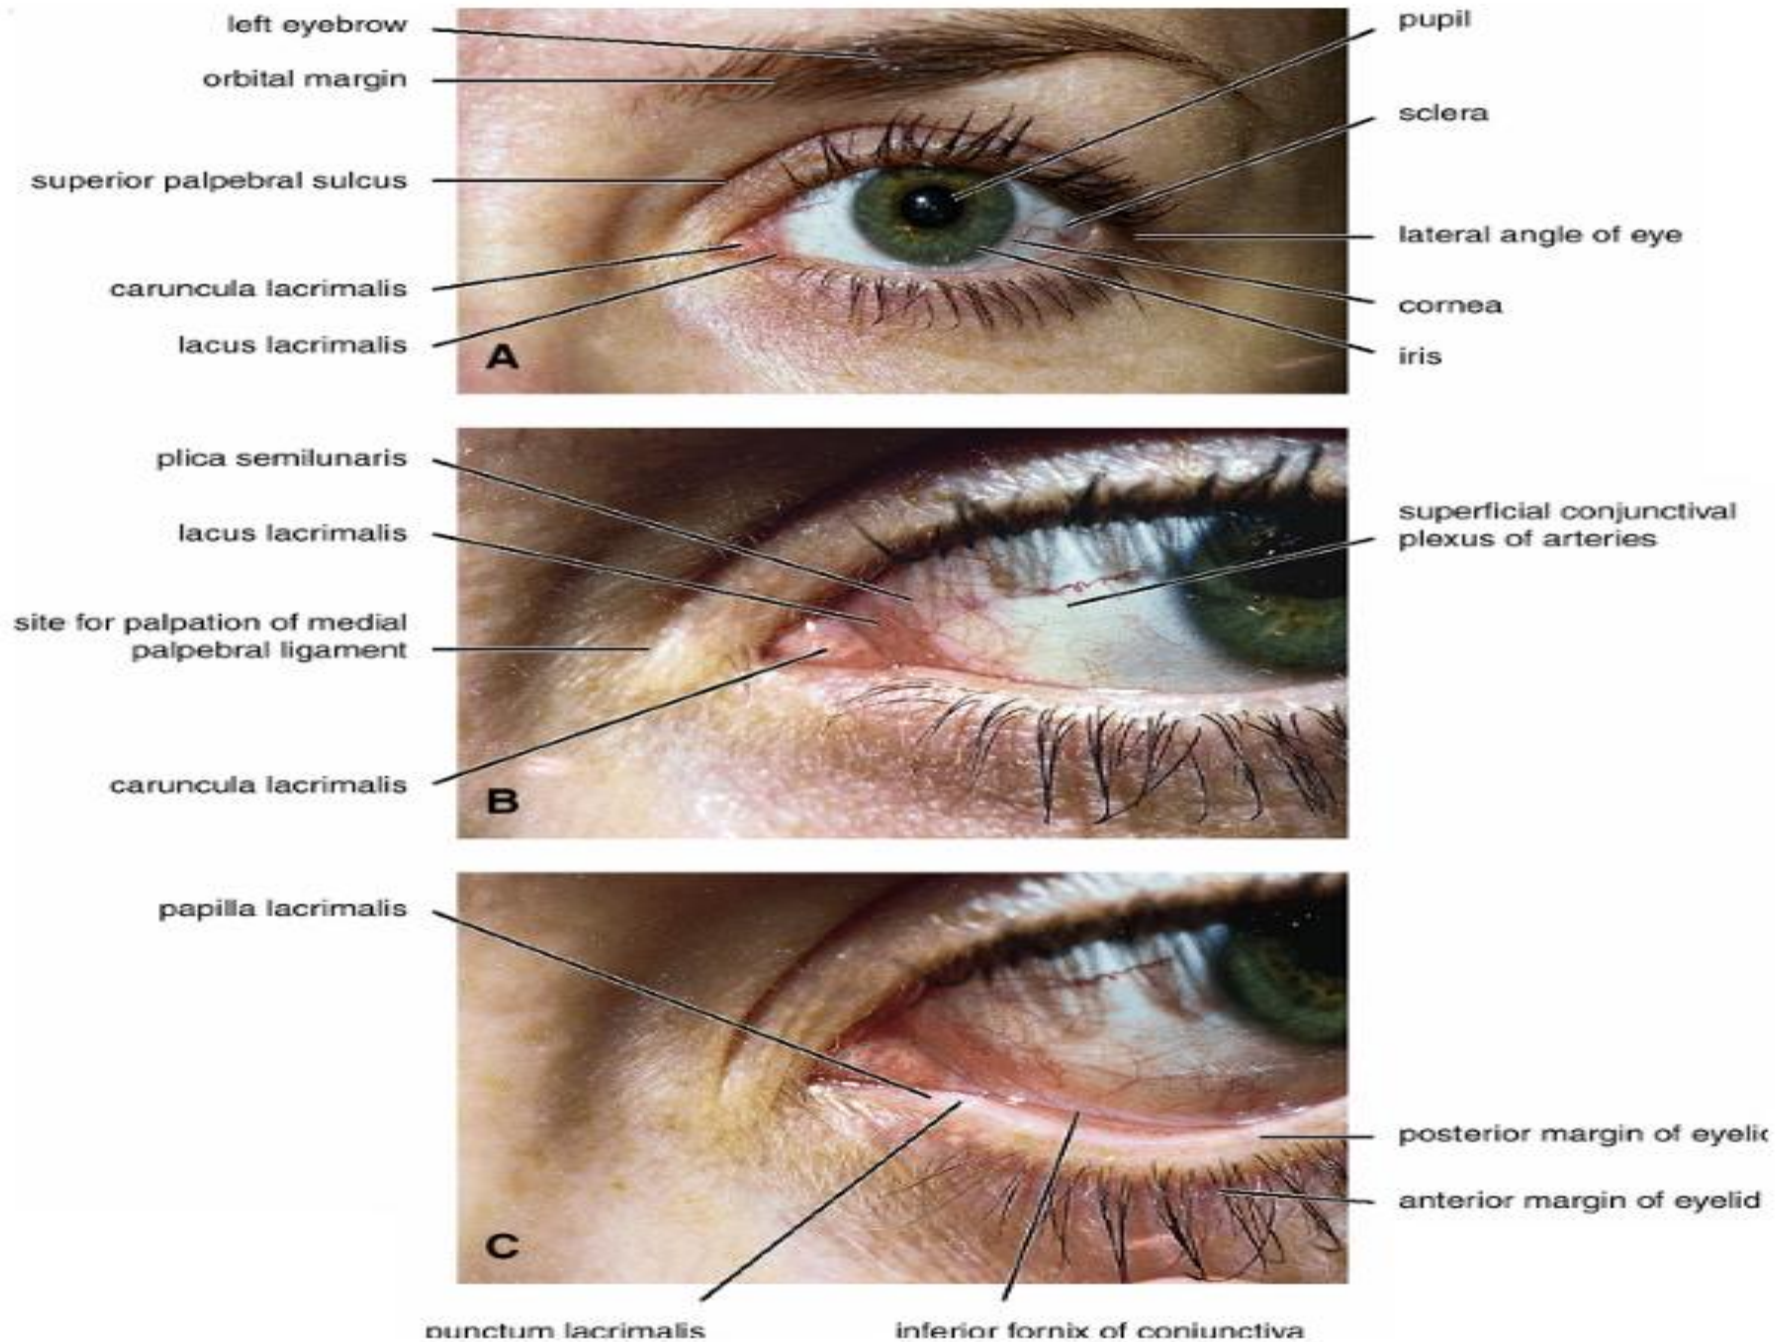 left eyebrow
orbital margin
superior palpebral sulcus
caruncula lacrimalis
lacus lacrimalis
pupil
sclera
lateral angle of eye
cornea
iris
A
plica semilunaris
lacus lacrimalis
site for palpation of medial
palpebral ligament
caruncula lacrimalis
superficial conjunctival
plexus of arteries
B
papilla lacrimalis
posterior margin of eyelid
anterior margin of eyelid
C
punctum lacrimalis
inferior fornix of conjunctiva